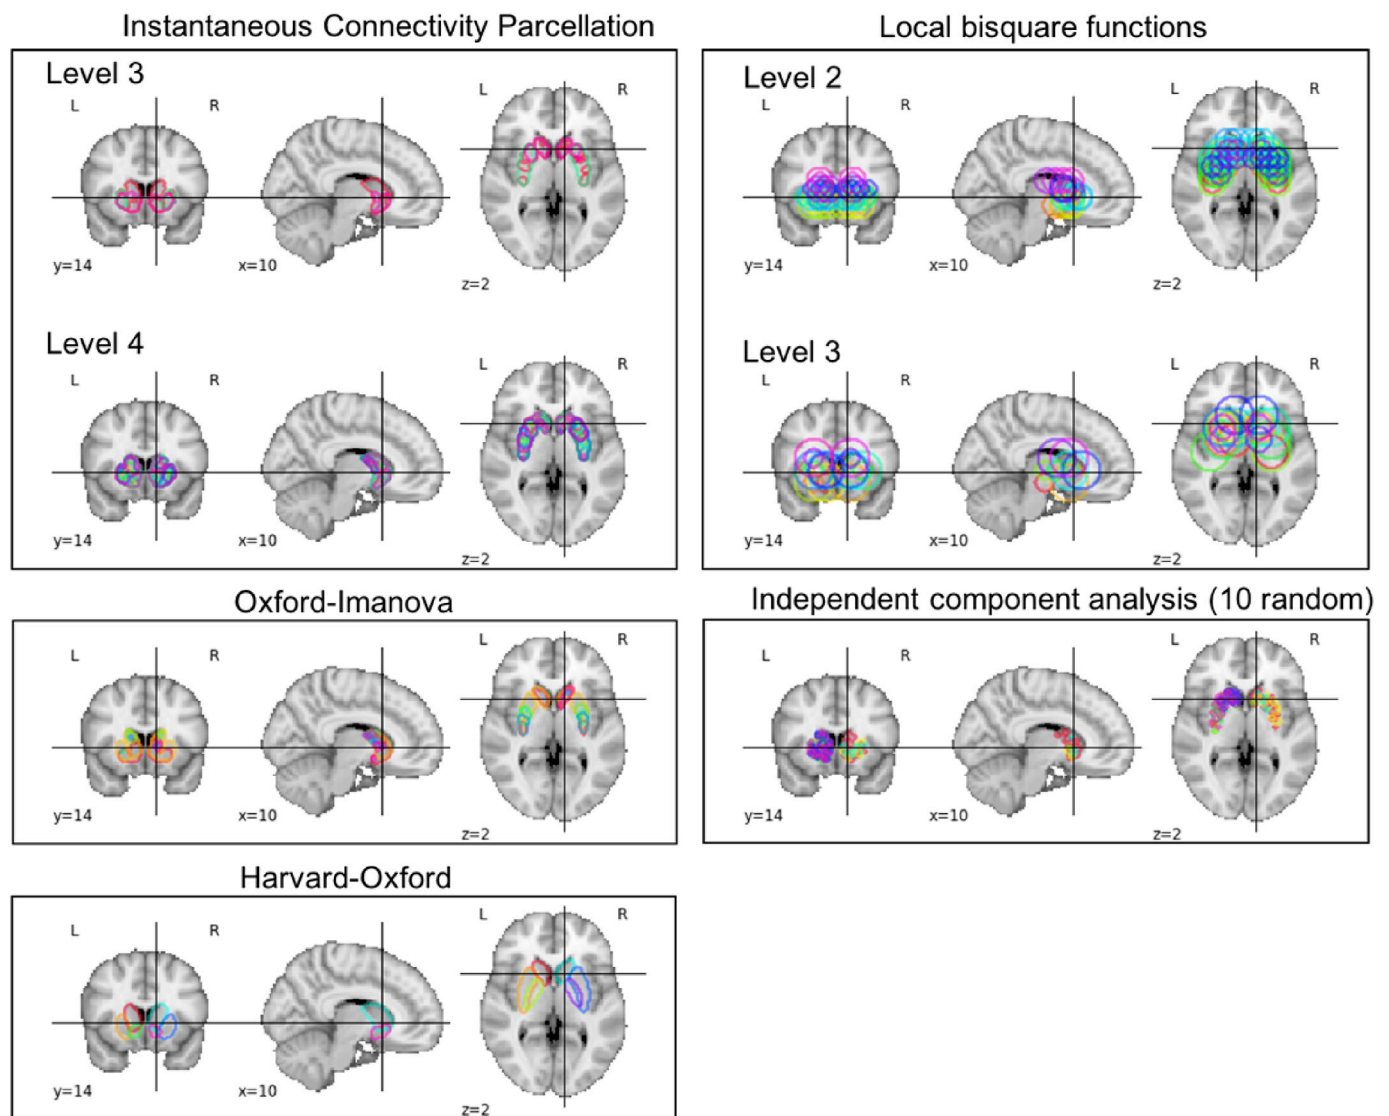 Instantaneous Connectivity Parcellation
Level 3
L R L R
y=14 x=10
z=2
Level 4
L R L R
y=14 x=10
z=2
Local bisquare functions
Level 2
L R L R
y=14 x=10
z=2
Level 3
L R L R
y=14 x=10
z=2
Oxford-Imanova
L R L R
y=14 x=10
z=2
Independent component analysis (10 random)
L R L R
y=14 x=10
z=2
Harvard-Oxford
L R L R
y=14 x=10
z=2